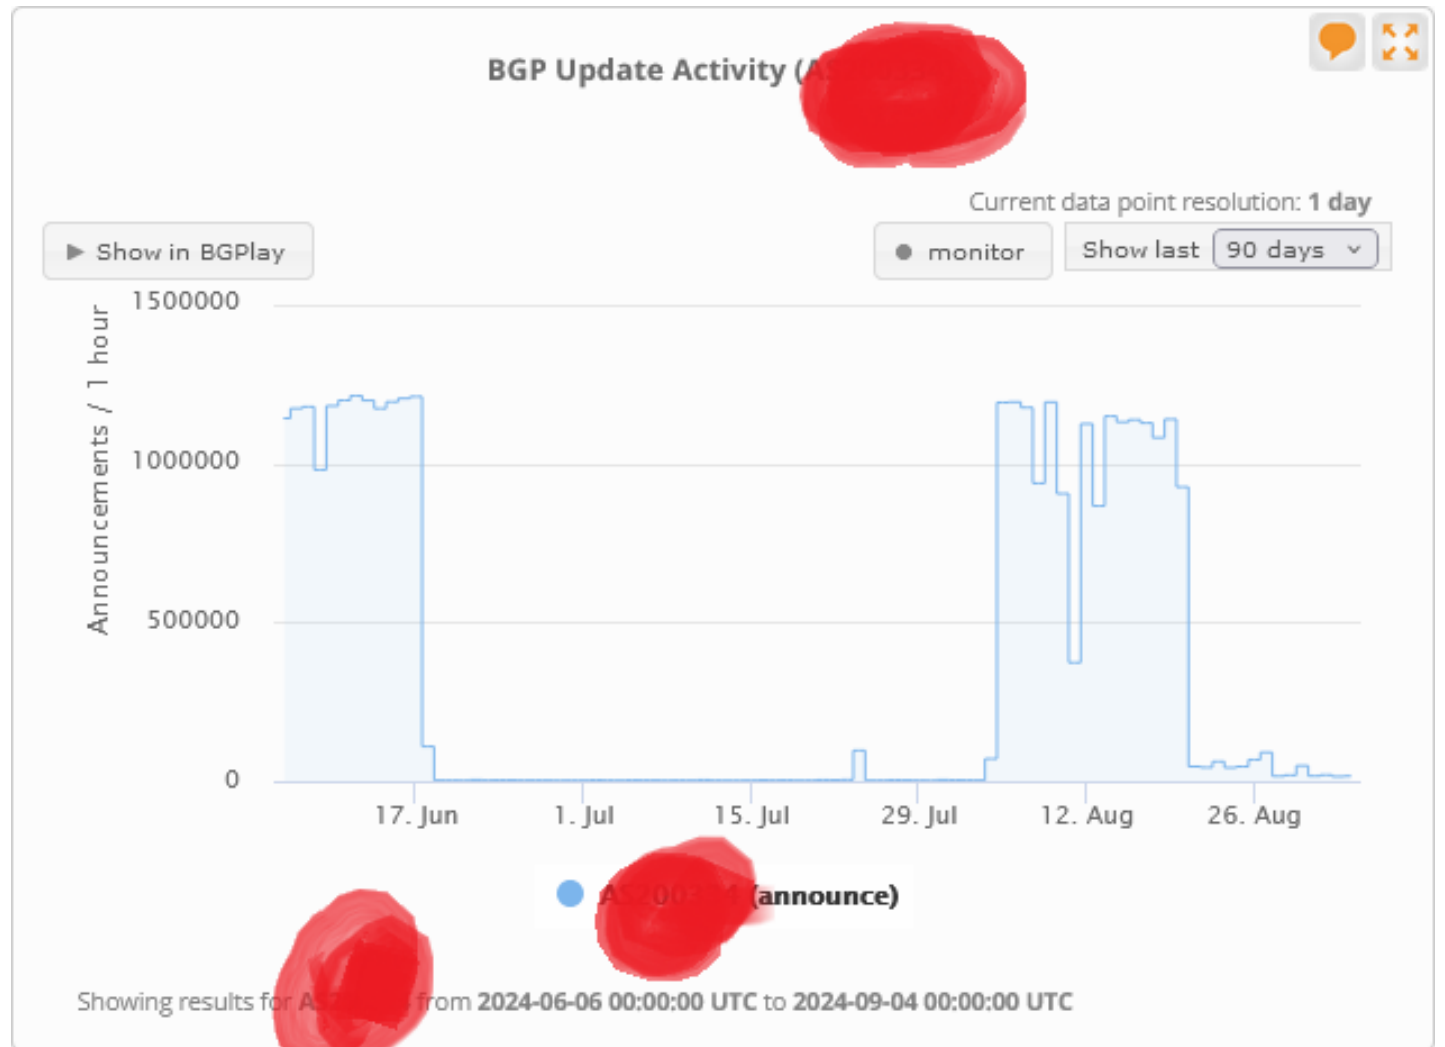 BGP Update Activity (
Current data point resolution: 1 day
Show in BGPlay
monitor
Show last 90 days
1500000
1000000
500000
0
Announcements / 1 hour
17. Jun 1. Jul 15. Jul 29. Jul 12. Aug 26. Aug
(announce)
Showing results for from 2024-06-06 00:00:00 UTC to 2024-09-04 00:00:00 UTC